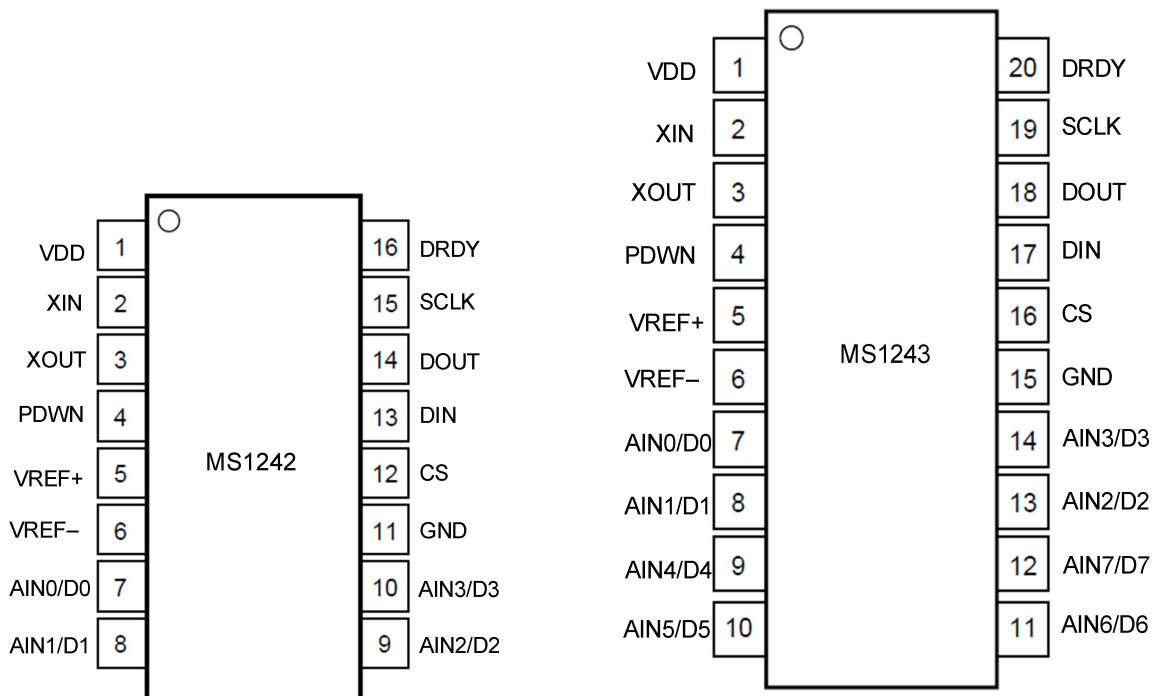 VDD 1
XIN 2
XOUT 3
PDWN 4
VREF+ 5
VREF– 6
AIN0/D0 7
AIN1/D1 8
MS1242
16 DRDY
15 SCLK
14 DOUT
13 DIN
12 CS
11 GND
10 AIN3/D3
9 AIN2/D2
VDD 1
XIN 2
XOUT 3
PDWN 4
VREF+ 5
VREF– 6
AIN0/D0 7
AIN1/D1 8
AIN4/D4 9
AIN5/D5 10
MS1243
20 DRDY
19 SCLK
18 DOUT
17 DIN
16 CS
15 GND
14 AIN3/D3
13 AIN2/D2
12 AIN7/D7
11 AIN6/D6